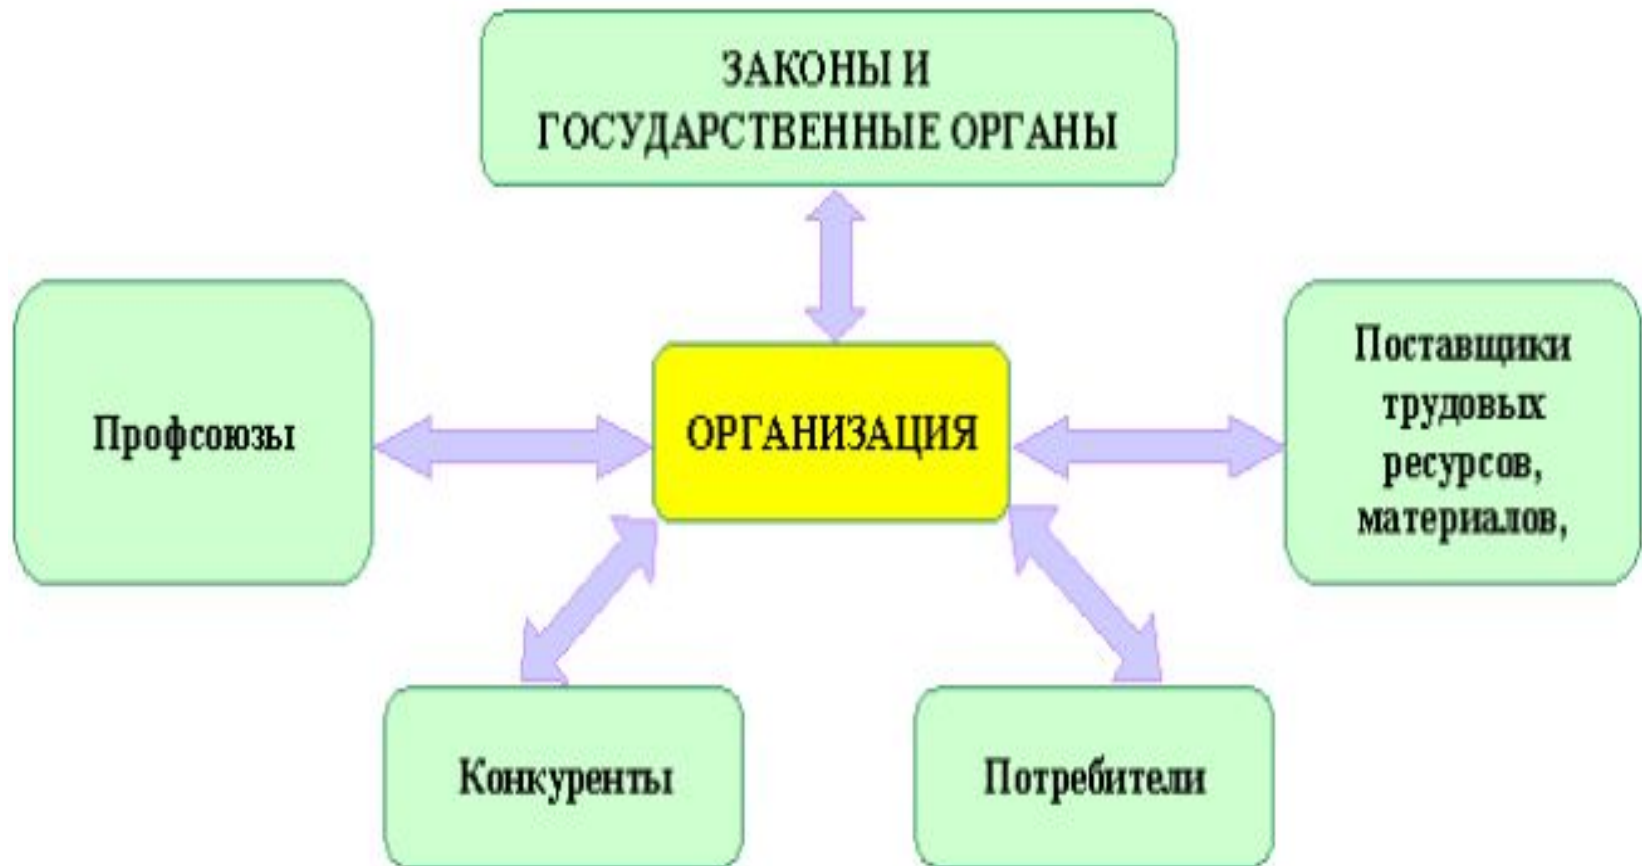 ЗАКОНЫ И
ГОСУДАРСТВЕННЫЕ ОРГАНЫ
Профсоюзы
ОРГАНИЗАЦИЯ
Поставщики
трудовых
ресурсов,
материалов,
Конкуренты
Потребители